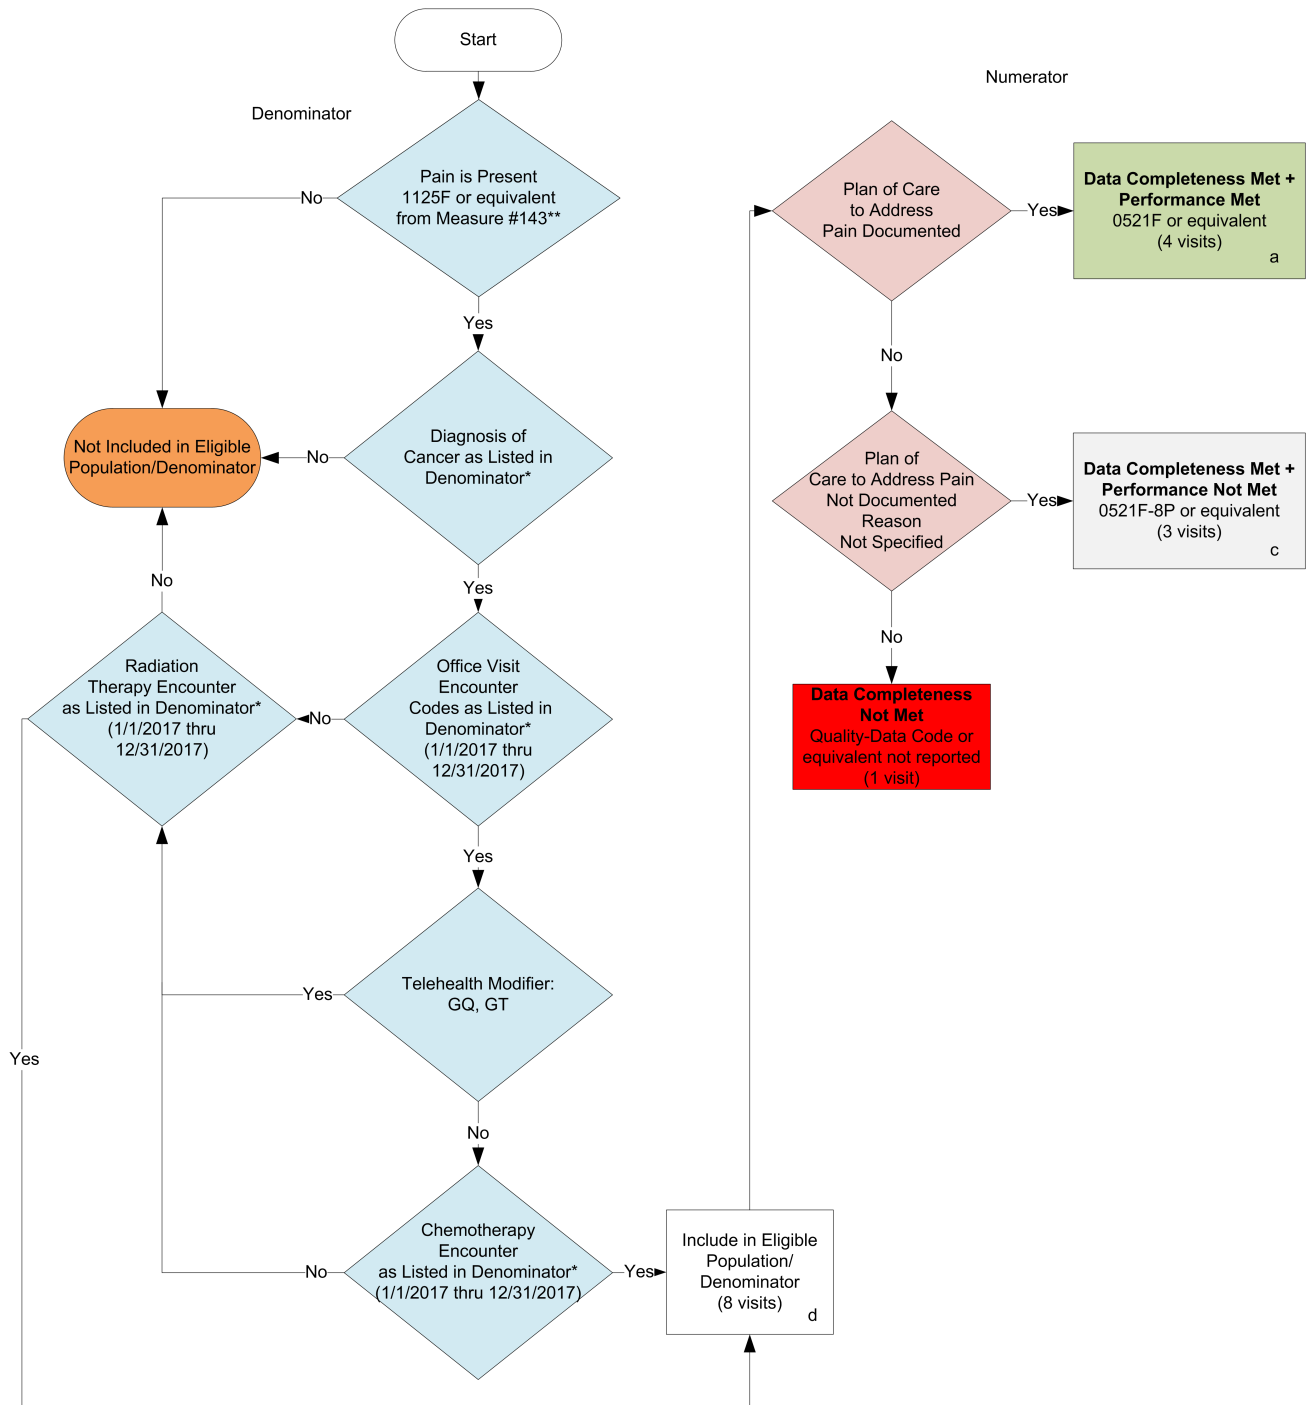 Start
Denominator
Pain is Present
1125F or equivalent
from Measure #143**
No
Yes
Diagnosis of
Cancer as Listed in
Denominator*
No
Not Included in Eligible
Population/Denominator
Yes
Office Visit
Encounter
Codes as Listed in
Denominator*
(1/1/2017 thru
12/31/2017)
No
Radiation
Therapy Encounter
as Listed in Denominator*
(1/1/2017 thru
12/31/2017)
No
Yes
Yes
Telehealth Modifier:
GQ, GT
Yes
No
Chemotherapy
Encounter
as Listed in Denominator*
(1/1/2017 thru 12/31/2017)
No
Yes
Include in Eligible
Population/
Denominator
(8 visits)
d
Numerator
Plan of Care
to Address
Pain Documented
Yes
Data Completeness Met +
Performance Met
0521F or equivalent
(4 visits)
a
No
Plan of
Care to Address Pain
Not Documented
Reason
Not Specified
Yes
Data Completeness Met +
Performance Not Met
0521F-8P or equivalent
(3 visits)
c
No
Data Completeness
Not Met
Quality-Data Code or
equivalent not reported
(1 visit)